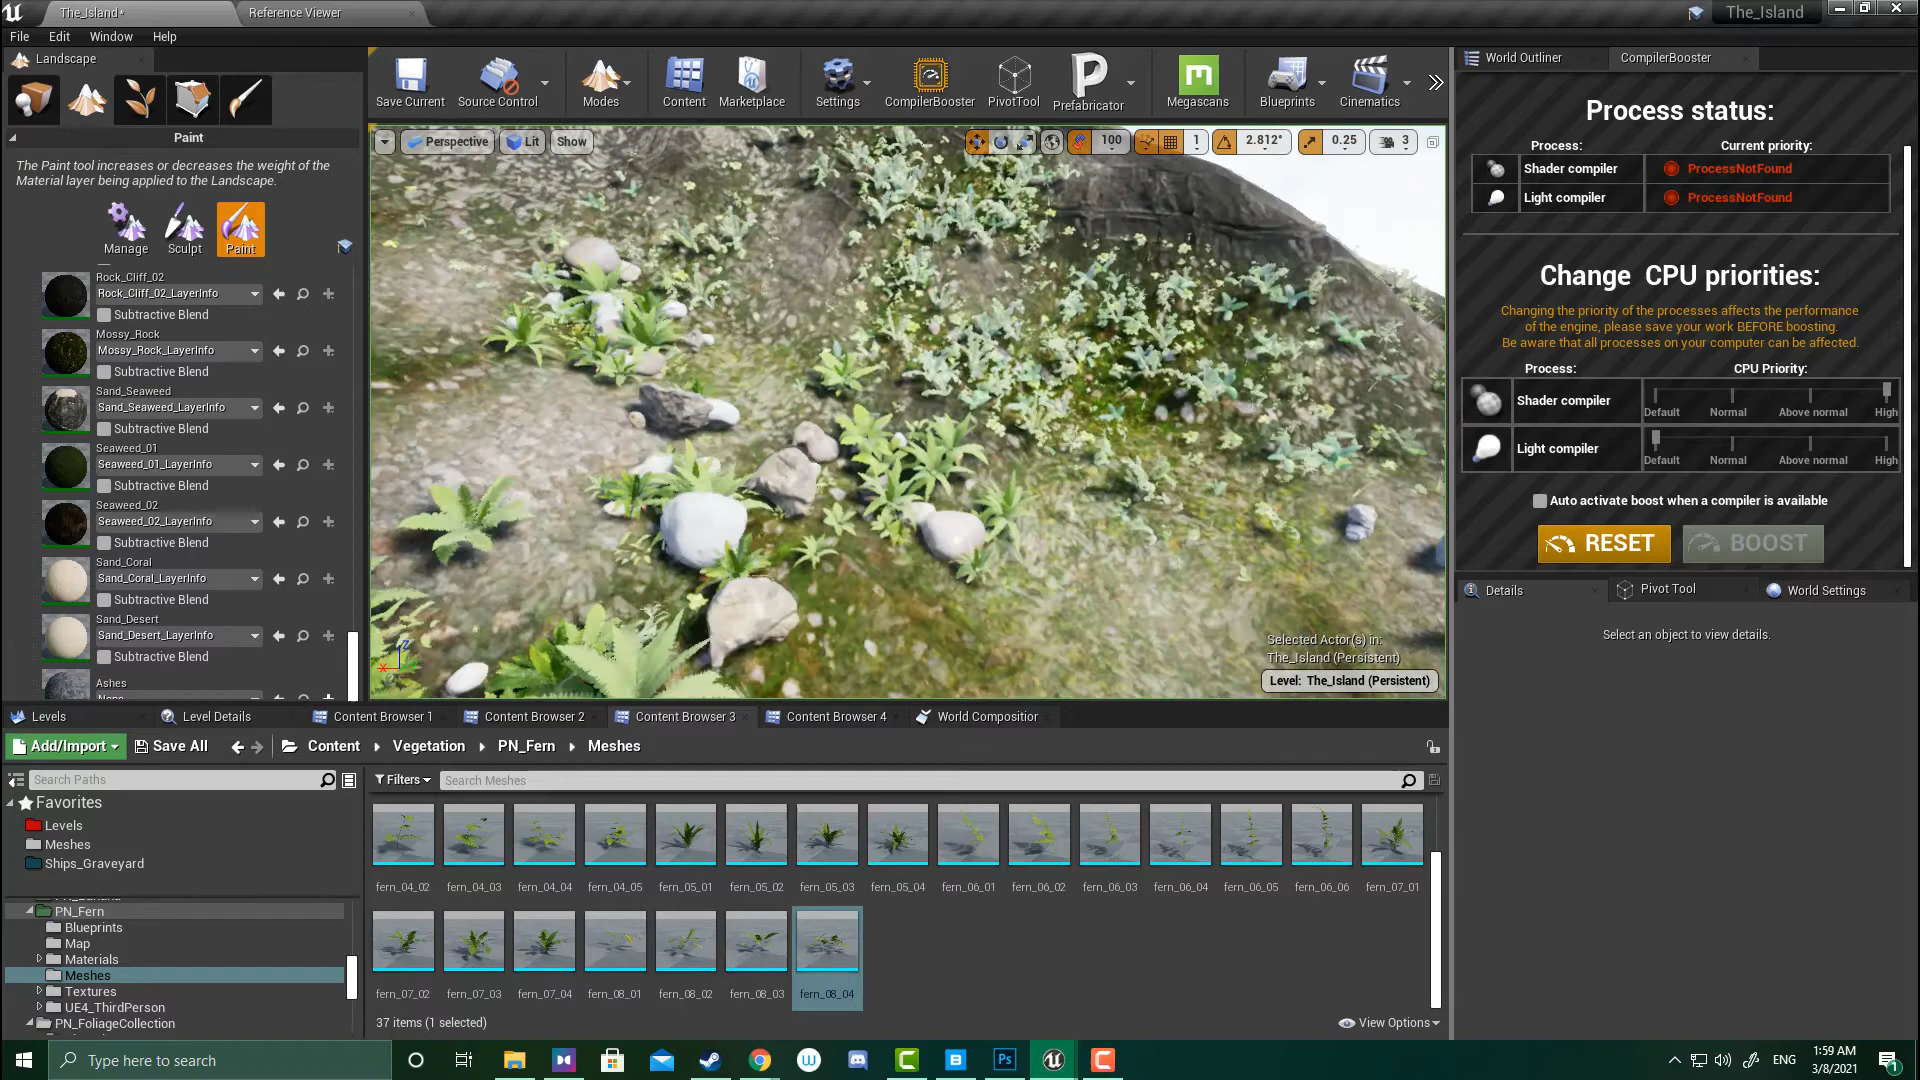 The_Island*
Reference Viewer
The_Island
File
Edit
Window
Help
Landscape
Save Current
Source Control
Modes
Content
Marketplace
Settings
CompilerBooster
PivotTool
Prefabricator
Megascans
Blueprints
Cinematics
World Outliner
CompilerBooster
Paint
The Paint tool increases or decreases the weight of the
Material layer being applied to the Landscape.
Manage
Sculpt
Paint
Rock_Cliff_02
Rock_Cliff_02_LayerInfo
Subtractive Blend
Mossy_Rock
Mossy_Rock_LayerInfo
Subtractive Blend
Sand_Seaweed
Sand_Seaweed_LayerInfo
Subtractive Blend
Seaweed_01
Seaweed_01_LayerInfo
Subtractive Blend
Seaweed_02
Seaweed_02_LayerInfo
Subtractive Blend
Sand_Coral
Sand_Coral_LayerInfo
Subtractive Blend
Sand_Desert
Sand_Desert_LayerInfo
Subtractive Blend
Ashes
Perspective
Lit
Show
100
1
2.812°
0.25
3
Selected Actor(s) in:
The_Island (Persistent)
Level: The_Island (Persistent)
Process status:
Process:
Current priority:
Shader compiler
ProcessNotFound
Light compiler
ProcessNotFound
Change CPU priorities:
Changing the priority of the processes affects the performance
of the engine, please save your work BEFORE boosting.
Be aware that all processes on your computer can be affected.
Process:
CPU Priority:
Shader compiler
Default
Normal
Above normal
High
Light compiler
Default
Normal
Above normal
High
Auto activate boost when a compiler is available
RESET
BOOST
Details
Pivot Tool
World Settings
Select an object to view details.
Levels
Level Details
Content Browser 1
Content Browser 2
Content Browser 3
Content Browser 4
World Compositior
Add/Import
Save All
Content
Vegetation
PN_Fern
Meshes
Search Paths
Filters
Search Meshes
Favorites
Levels
Meshes
Ships_Graveyard
PN_Fern
Blueprints
Map
Materials
Meshes
Textures
UE4_ThirdPerson
PN_FoliageCollection
fern_04_02
fern_04_03
fern_04_04
fern_04_05
fern_05_01
fern_05_02
fern_05_03
fern_05_04
fern_06_01
fern_06_02
fern_06_03
fern_06_04
fern_06_05
fern_06_06
fern_07_01
fern_07_02
fern_07_03
fern_07_04
fern_08_01
fern_08_02
fern_08_03
fern_08_04
37 items (1 selected)
View Options
Type here to search
Ps
ENG
1:59 AM
3/8/2021
1